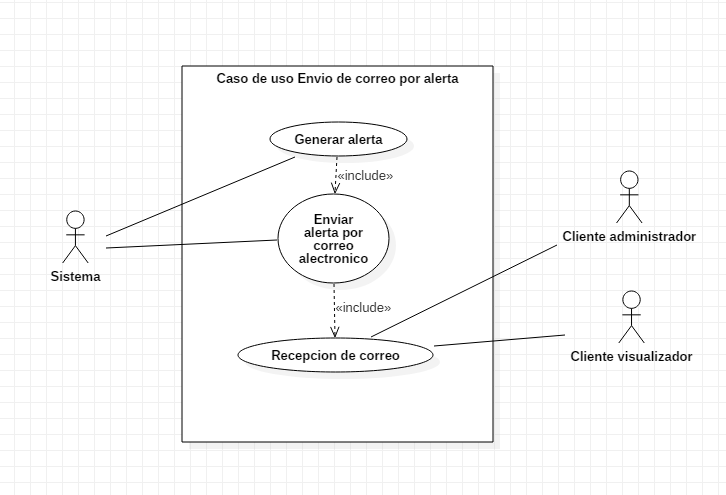 Caso de uso Envio de correo por alerta
Generar alerta
«include»
Enviar
alerta por
correo
alectronico
«include»
Recepcion de correo
Sistema
Cliente administrador
Cliente visualizador